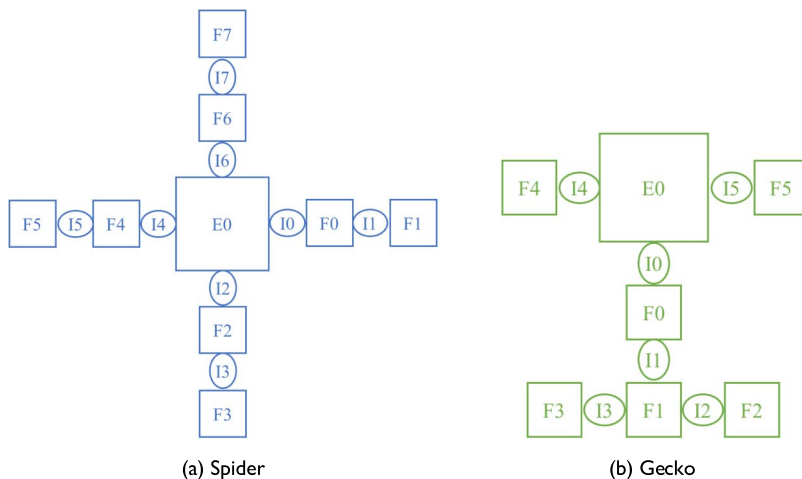 F7
I7
F6
I6
F5 I5 F4 I4 E0 I0 F0 I1 F1
I2
F2
I3
F3
(a) Spider
F4 I4 E0 I5 F5
I0
F0
I1
F3 I3 F1 I2 F2
(b) Gecko